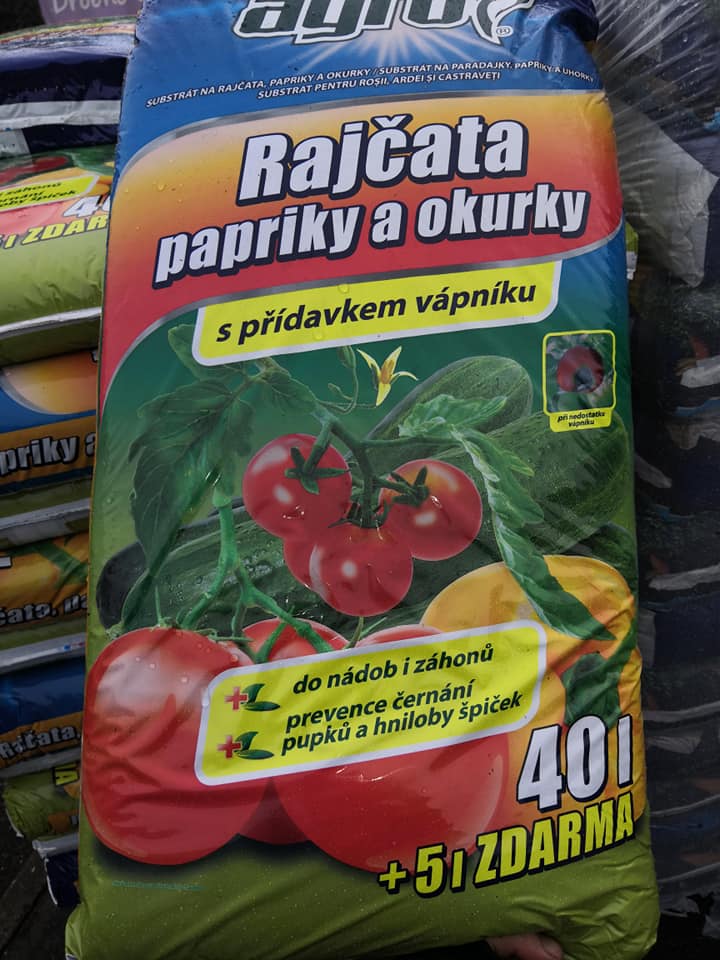 agro
SUBSTRÁT NA RAJČATA, PAPRIKY A OKURKY / SUBSTRÁT NA PARADAJKY, PAPRIKY A UHORKY
SUBSTRAT PENTRU ROȘII, ARDEI ȘI CASTRAVEȚI
Rajčata
papriky a okurky
s přídavkem vápníku
při nedostatku
vápníku
do nádob i záhonů
prevence černání
pupků a hniloby špiček
40 l
+ 5 l ZDARMA